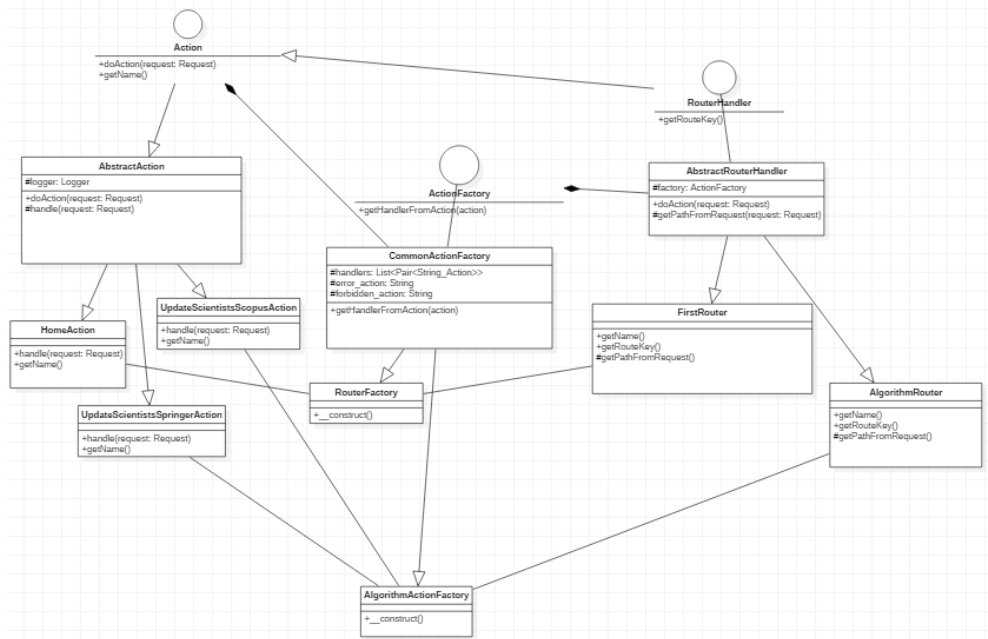 Action
+doAction(request: Request)
+getName()
RouterHandler
+getRouteKey()
AbstractAction
#logger: Logger
+doAction(request: Request)
#handle(request: Request)
ActionFactory
+getHandlerFromAction(action)
AbstractRouterHandler
#factory: ActionFactory
+doAction(request: Request)
#getPathFromRequest(request: Request)
CommonActionFactory
#handlers: List<Pair<String_Action>>
#error_action: String
#forbidden_action: String
+getHandlerFromAction(action)
UpdateScientistsScopusAction
+handle(request: Request)
+getName()
FirstRouter
+getName()
+getRouteKey()
#getPathFromRequest()
HomeAction
+handle(request: Request)
+getName()
RouterFactory
+__construct()
AlgorithmRouter
+getName()
+getRouteKey()
#getPathFromRequest()
UpdateScientistsSpringerAction
+handle(request: Request)
+getName()
AlgorithmActionFactory
+__construct()